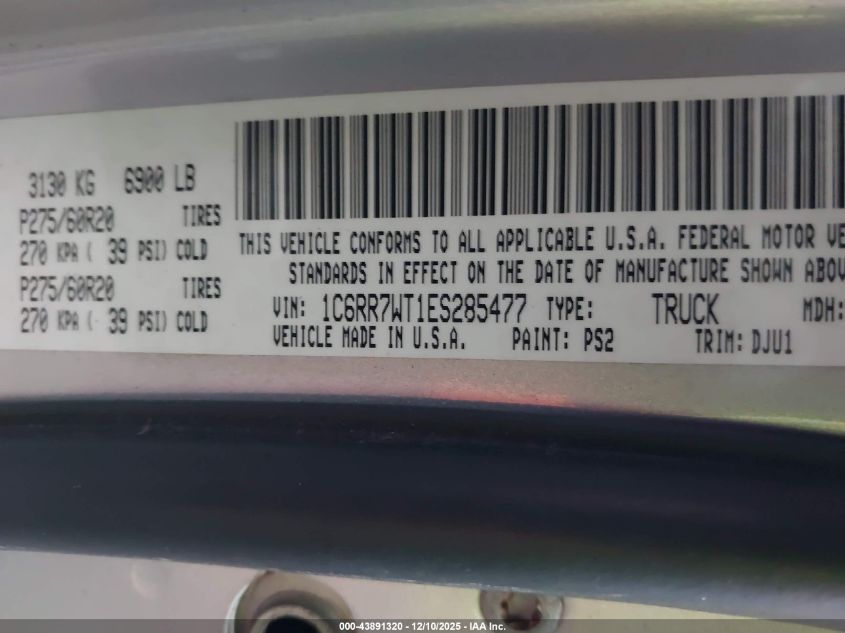 3130 KG 6900 LB
P275/60R20 TIRES
270 KPA ( 39 PSI) COLD
P275/60R20 TIRES
270 KPA ( 39 PSI) COLD
THIS VEHICLE CONFORMS TO ALL APPLICABLE U.S.A. FEDERAL MOTOR VE
STANDARDS IN EFFECT ON THE DATE OF MANUFACTURE SHOWN ABOV
VIN: 1C6RR7WT1ES285477 TYPE: TRUCK MDH:
VEHICLE MADE IN U.S.A. PAINT: PS2 TRIM: DJU1
000-43891320 - 12/10/2025 - IAA Inc.